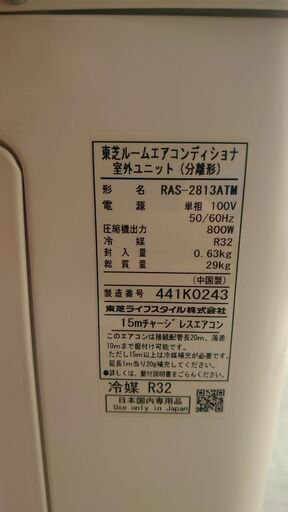 東芝ルームエアコンディショナ
室外ユニット(分離形)
形 名 RAS-2813ATM
電 源 単相 100V
50/60Hz
圧縮機出力 800W
冷 媒 R32
封 入 量 0.63kg
総 質 量 29kg
(中国製)
製造番号 441K0243
東芝ライフスタイル株式会社
15mチャージレスエアコン
このエアコンは接続配管長20m、落差
10mまで据付け可能です。
ただし15m以上は冷媒補充が必要です。
延長1m当り20g補充してください。
●詳しくは、据付説明書をごらんください。
冷媒 R32
日本国内専用品
Use only in Japan